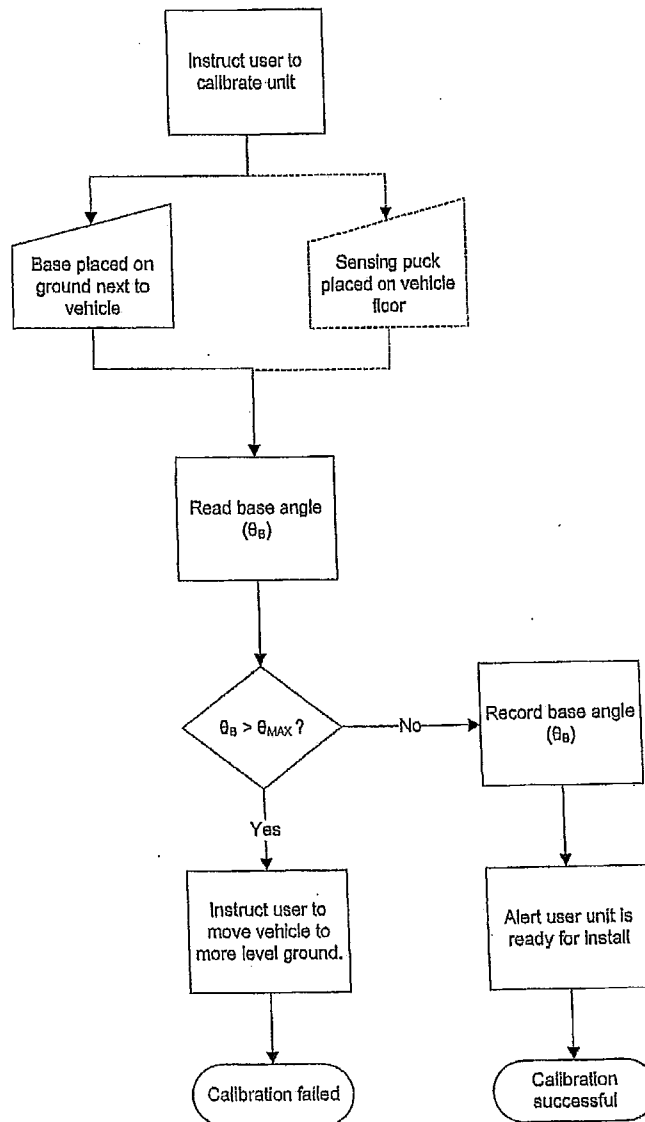 Instruct user to
calibrate unit
Base placed on
ground next to
vehicle
Sensing puck
placed on vehicle
floor
Read base angle
(θB)
θB > θMAX?
No
Record base angle
(θB)
Yes
Instruct user to
move vehicle to
more level ground.
Alert user unit is
ready for install
Calibration failed
Calibration
successful